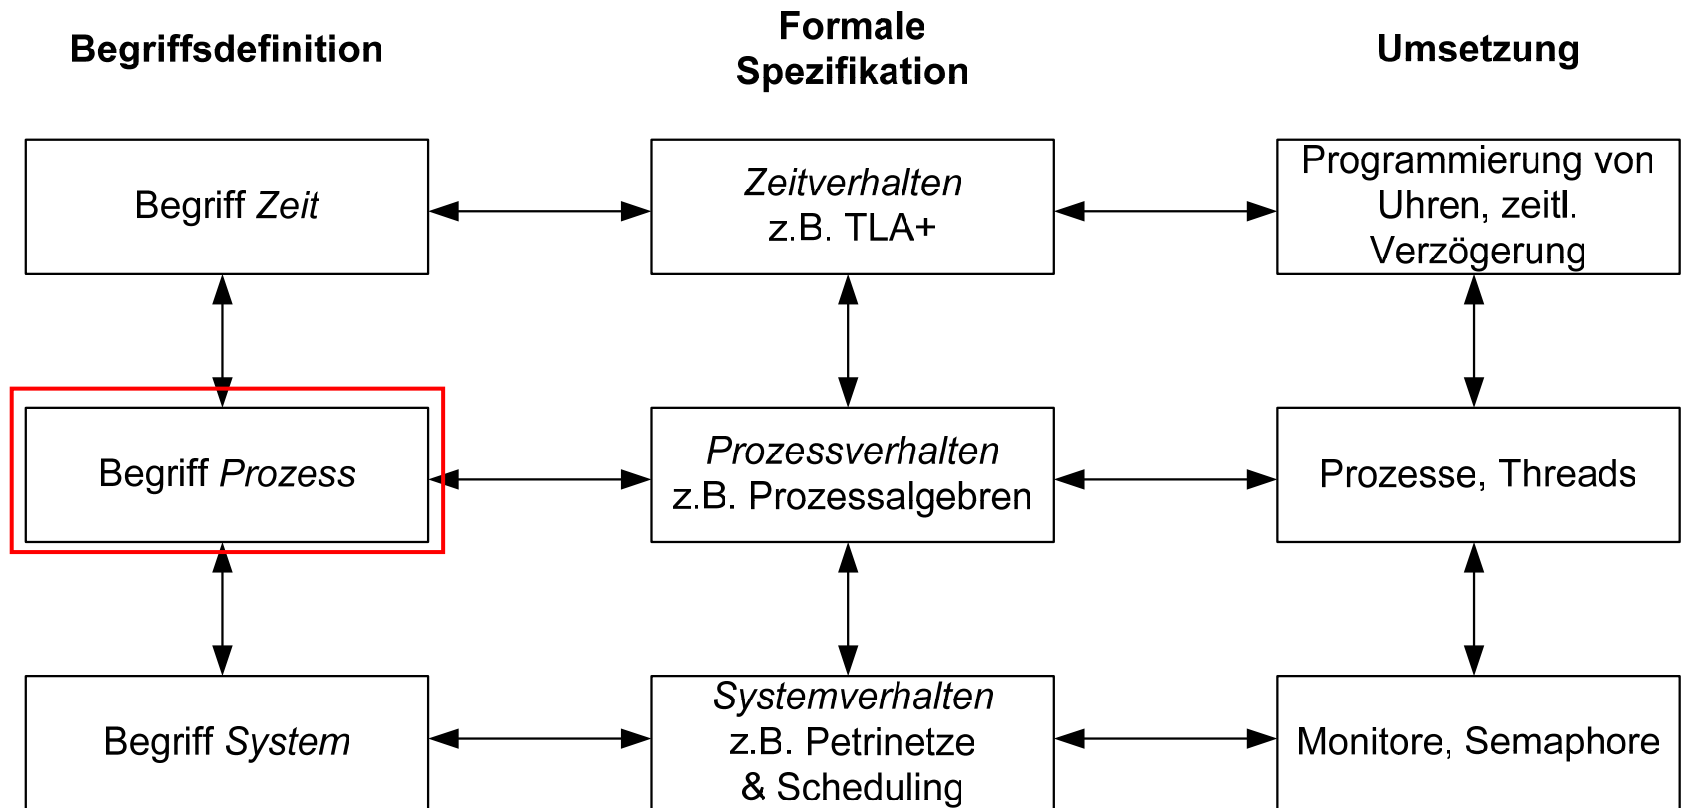 Begriffsdefinition
Formale
Spezifikation
Umsetzung
Begriff Zeit
Zeitverhalten
z.B. TLA+
Programmierung von
Uhren, zeitl.
Verzögerung
Begriff Prozess
Prozessverhalten
z.B. Prozessalgebren
Prozesse, Threads
Begriff System
Systemverhalten
z.B. Petrinetze
& Scheduling
Monitore, Semaphore